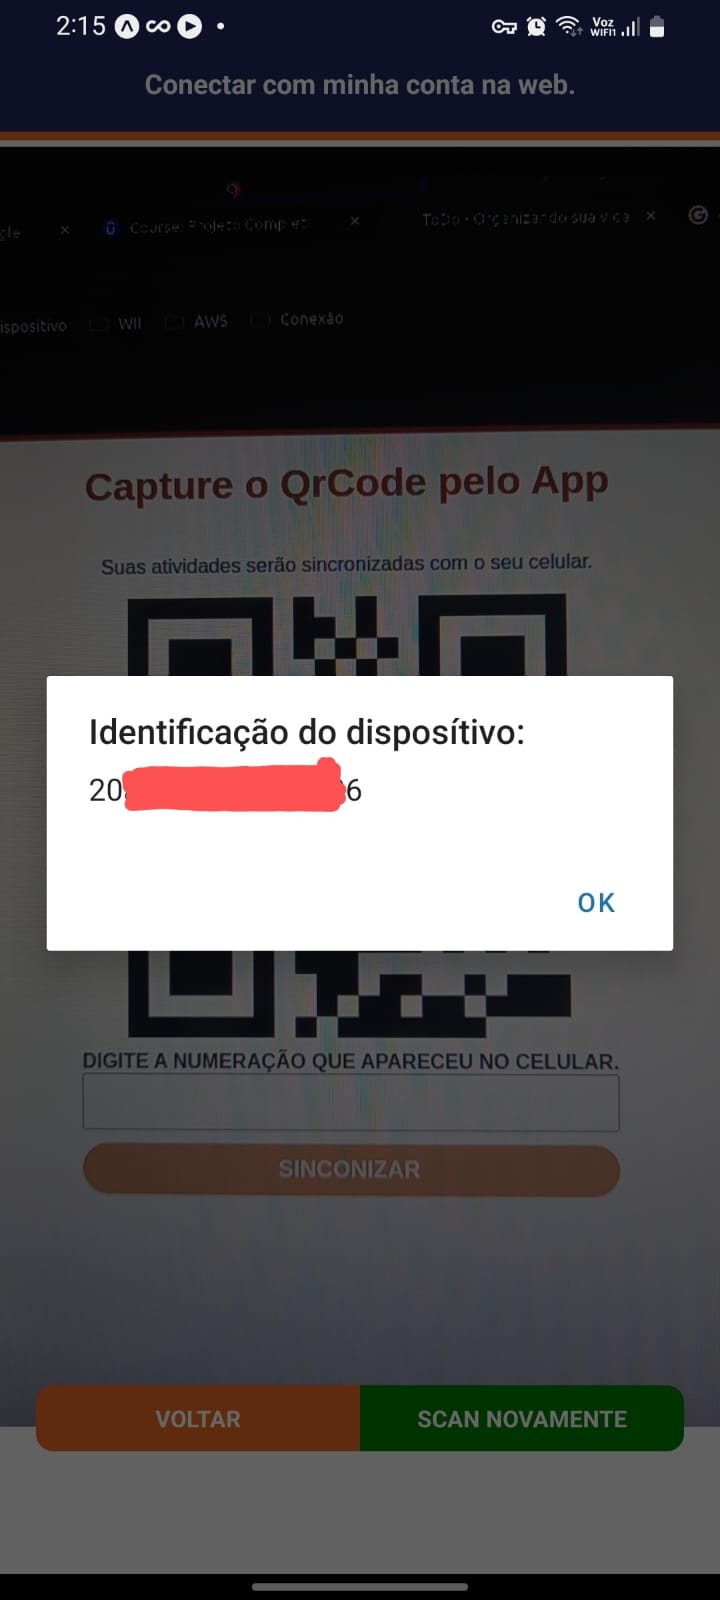 2:15
Voz
WIFI1
Conectar com minha conta na web.
gle × Course: Projeto Complet × ToDo - Organizando sua vida × G
ispositivo WII AWS Conexão
Capture o QrCode pelo App
Suas atividades serão sincronizadas com o seu celular.
Identificação do disposítivo:
20 6
OK
DIGITE A NUMERAÇÃO QUE APARECEU NO CELULAR.
SINCONIZAR
VOLTAR
SCAN NOVAMENTE